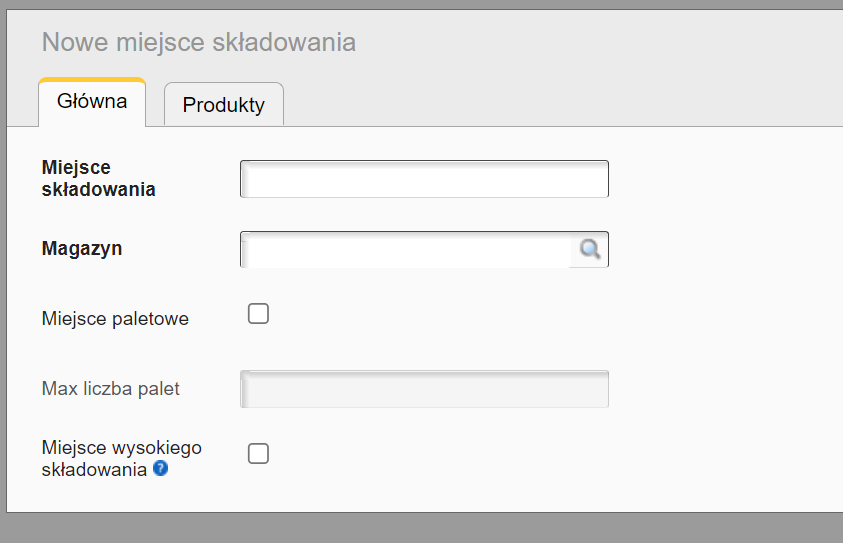 Nowe miejsce składowania
Główna
Produkty
Miejsce
składowania
Magazyn
Miejsce paletowe
Max liczba palet
Miejsce wysokiego
składowania ?